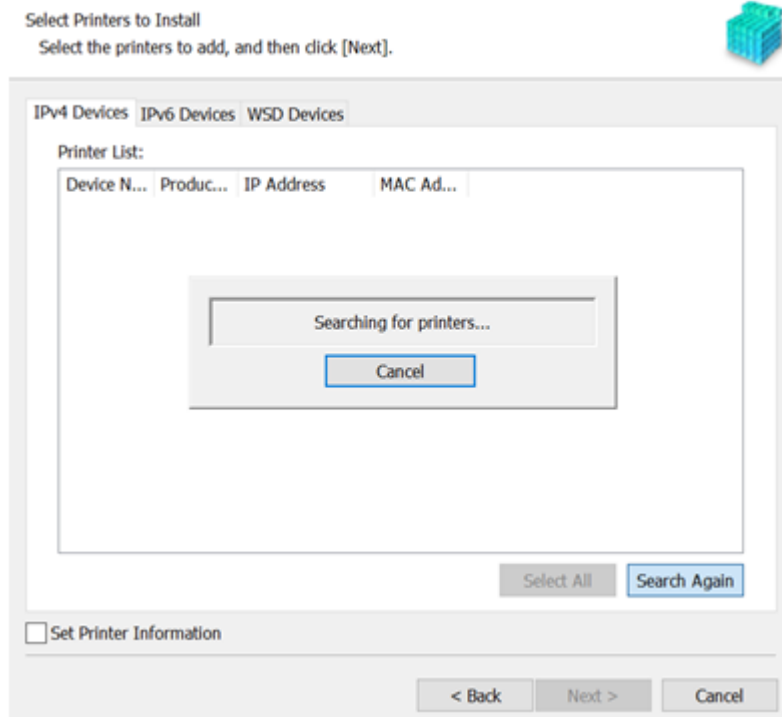 Select Printers to Install
Select the printers to add, and then click [Next].
IPv4 Devices IPv6 Devices WSD Devices
Printer List:
Device N... Produc... IP Address MAC Ad...
Searching for printers...
Cancel
Select All Search Again
Set Printer Information
< Back Next > Cancel